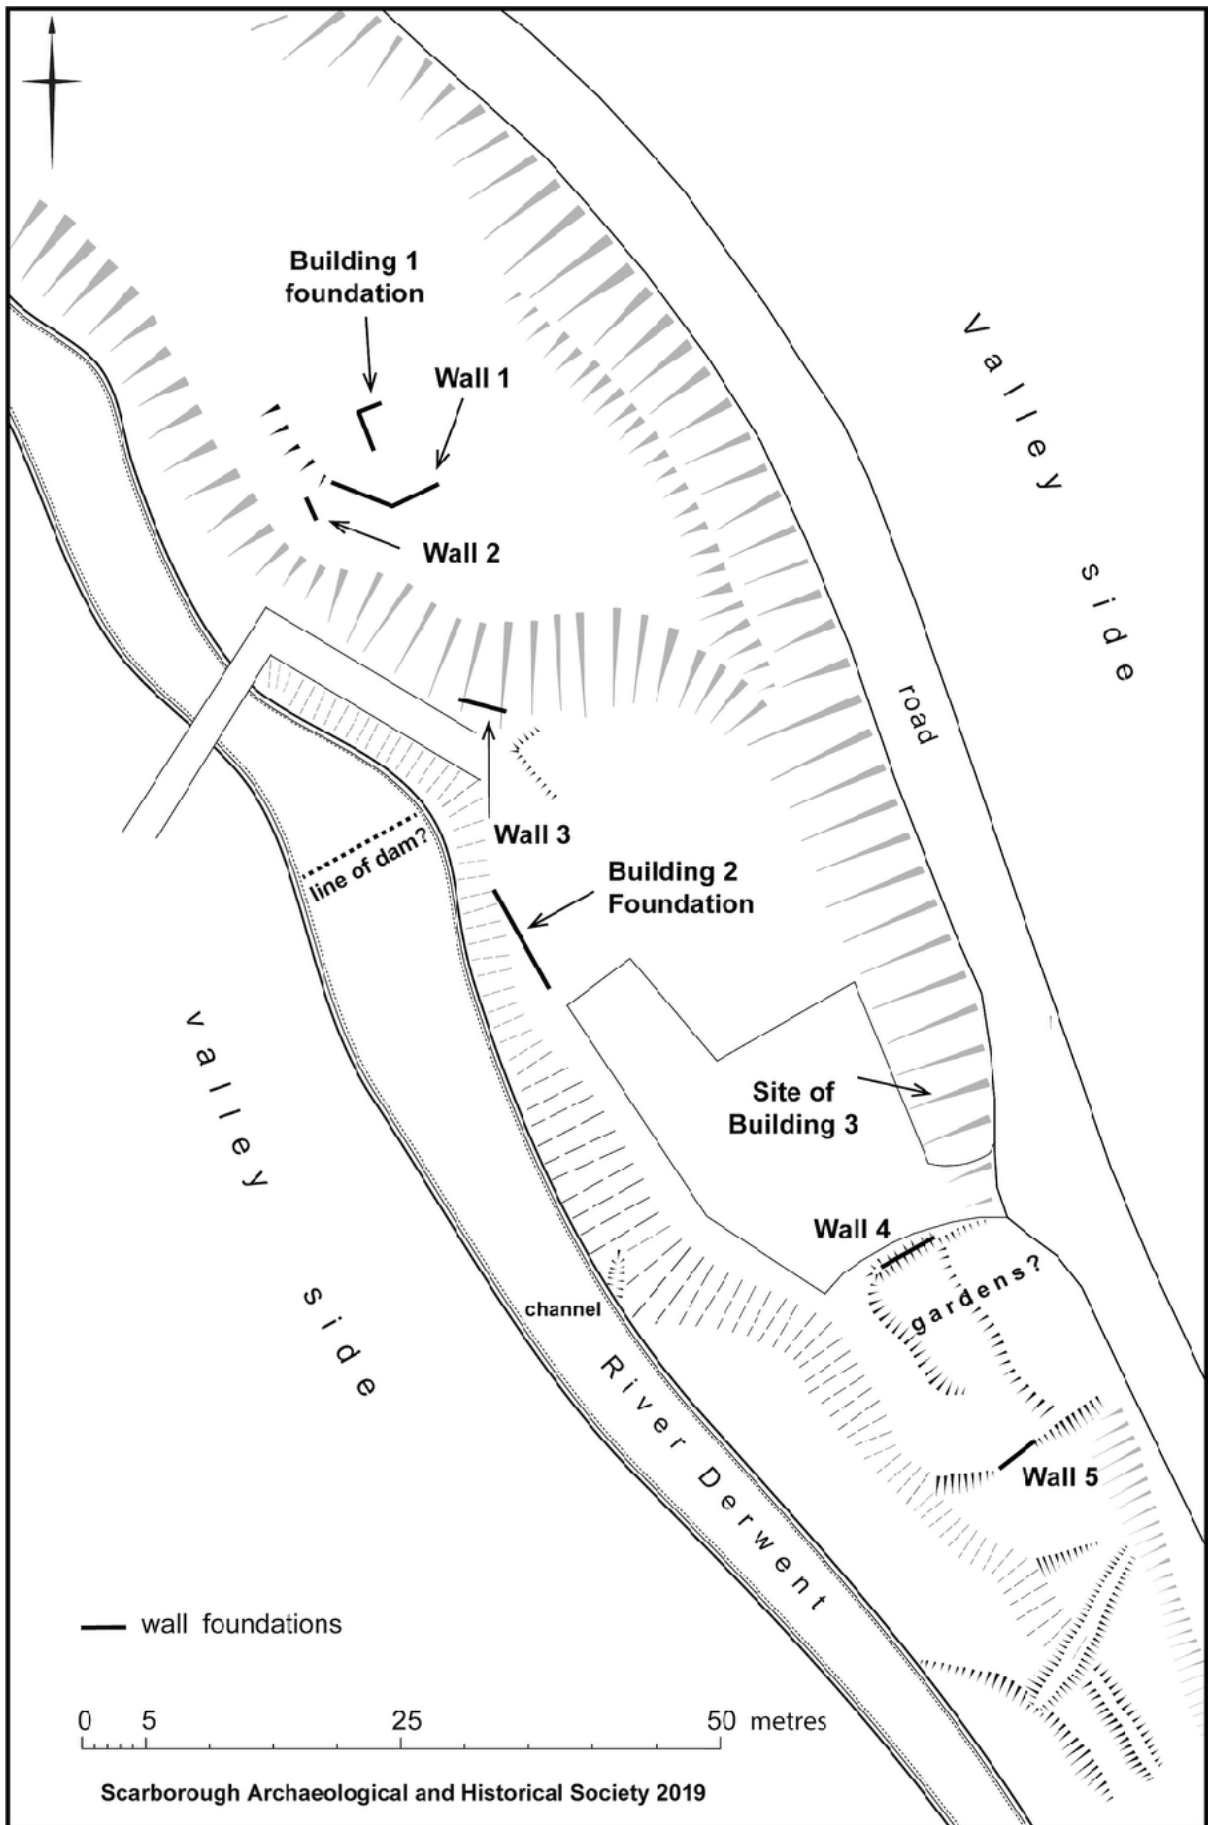 Building 1
foundation
Wall 1
Wall 2
Valley side
road
Wall 3
line of dam?
Building 2
Foundation
valley side
Site of
Building 3
Wall 4
gardens?
channel
River Derwent
Wall 5
wall foundations
0 5 25 50 metres
Scarborough Archaeological and Historical Society 2019